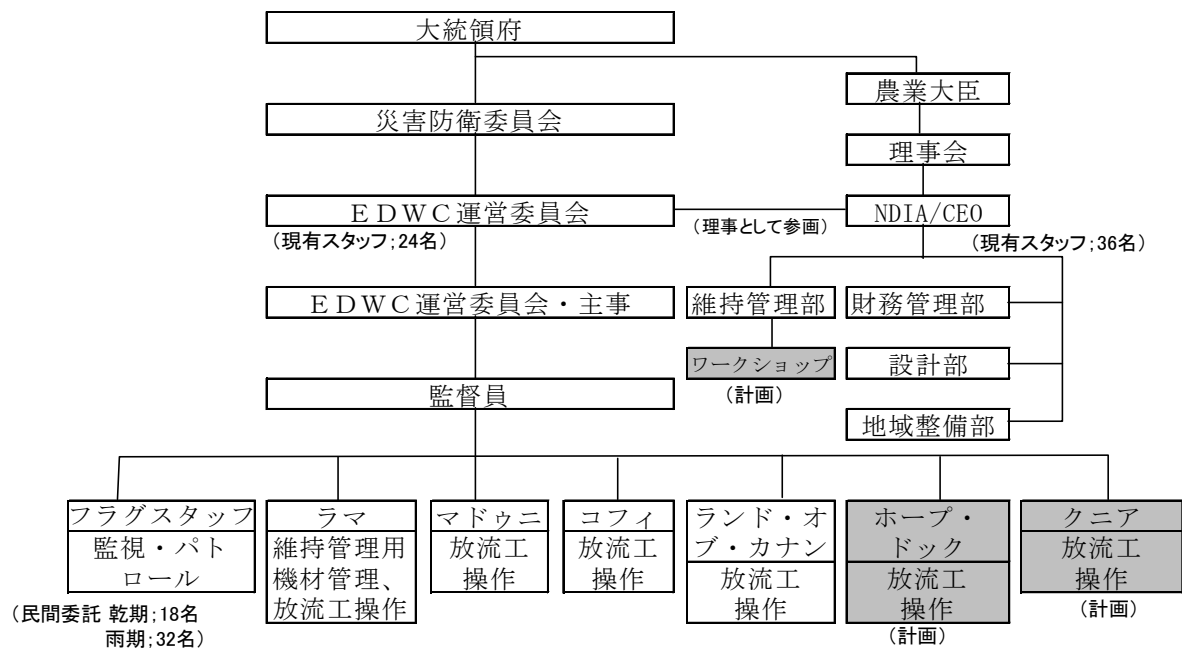 大統領府
農業大臣
災害防衛委員会
理事会
ＥＤＷＣ運営委員会
(理事として参画)
NDIA/CEO
(現有スタッフ;24名)
(現有スタッフ;36名)
ＥＤＷＣ運営委員会・主事
維持管理部
財務管理部
ワークショップ
(計画)
設計部
監督員
地域整備部
フラグスタッフ
監視・パト
ロール
(民間委託 乾期;18名
雨期;32名)
ラマ
維持管理用
機材管理、
放流工操作
マドゥニ
放流工
操作
コフィ
放流工
操作
ランド・オ
ブ・カナン
放流工
操作
ホープ・
ドック
放流工
操作
(計画)
クニア
放流工
操作
(計画)